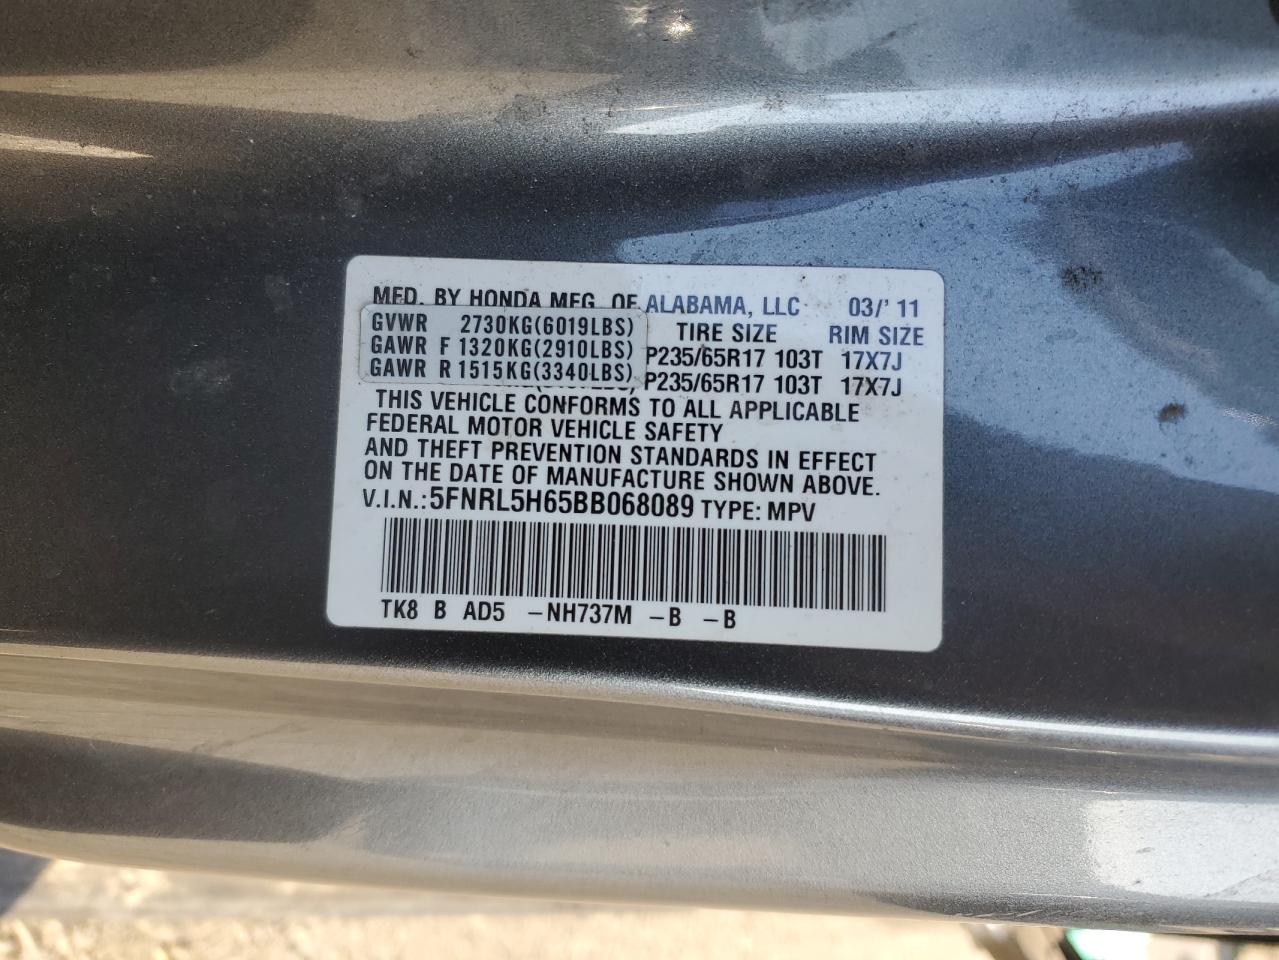 MFD. BY HONDA MFG. OF ALABAMA, LLC 03/'11
GVWR 2730KG(6019LBS) TIRE SIZE RIM SIZE
GAWR F 1320KG(2910LBS) P235/65R17 103T 17X7J
GAWR R 1515KG(3340LBS) P235/65R17 103T 17X7J
THIS VEHICLE CONFORMS TO ALL APPLICABLE
FEDERAL MOTOR VEHICLE SAFETY
AND THEFT PREVENTION STANDARDS IN EFFECT
ON THE DATE OF MANUFACTURE SHOWN ABOVE.
V.I.N.: 5FNRL5H65BB068089 TYPE: MPV
TK8 B AD5 -NH737M -B -B